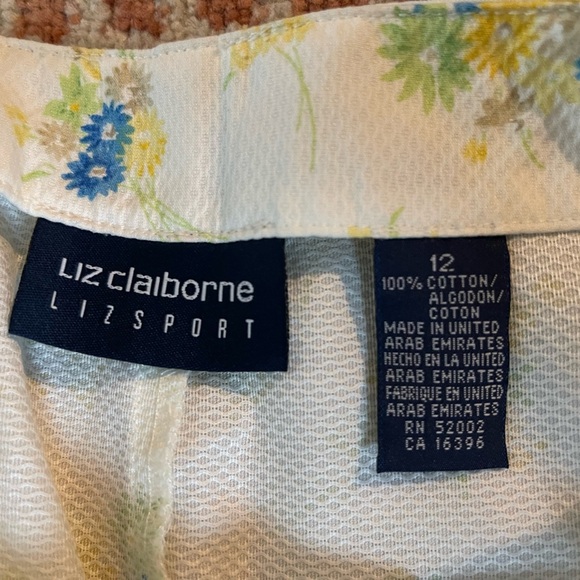 Liz claiborne
LIZSPORT
12
100% COTTON/
ALGODON/
COTON
MADE IN UNITED
ARAB EMIRATES
HECHO EN LA UNITED
ARAB EMIRATES
FABRIQUE EN UNITED
ARAB EMIRATES
RN 52002
CA 16396